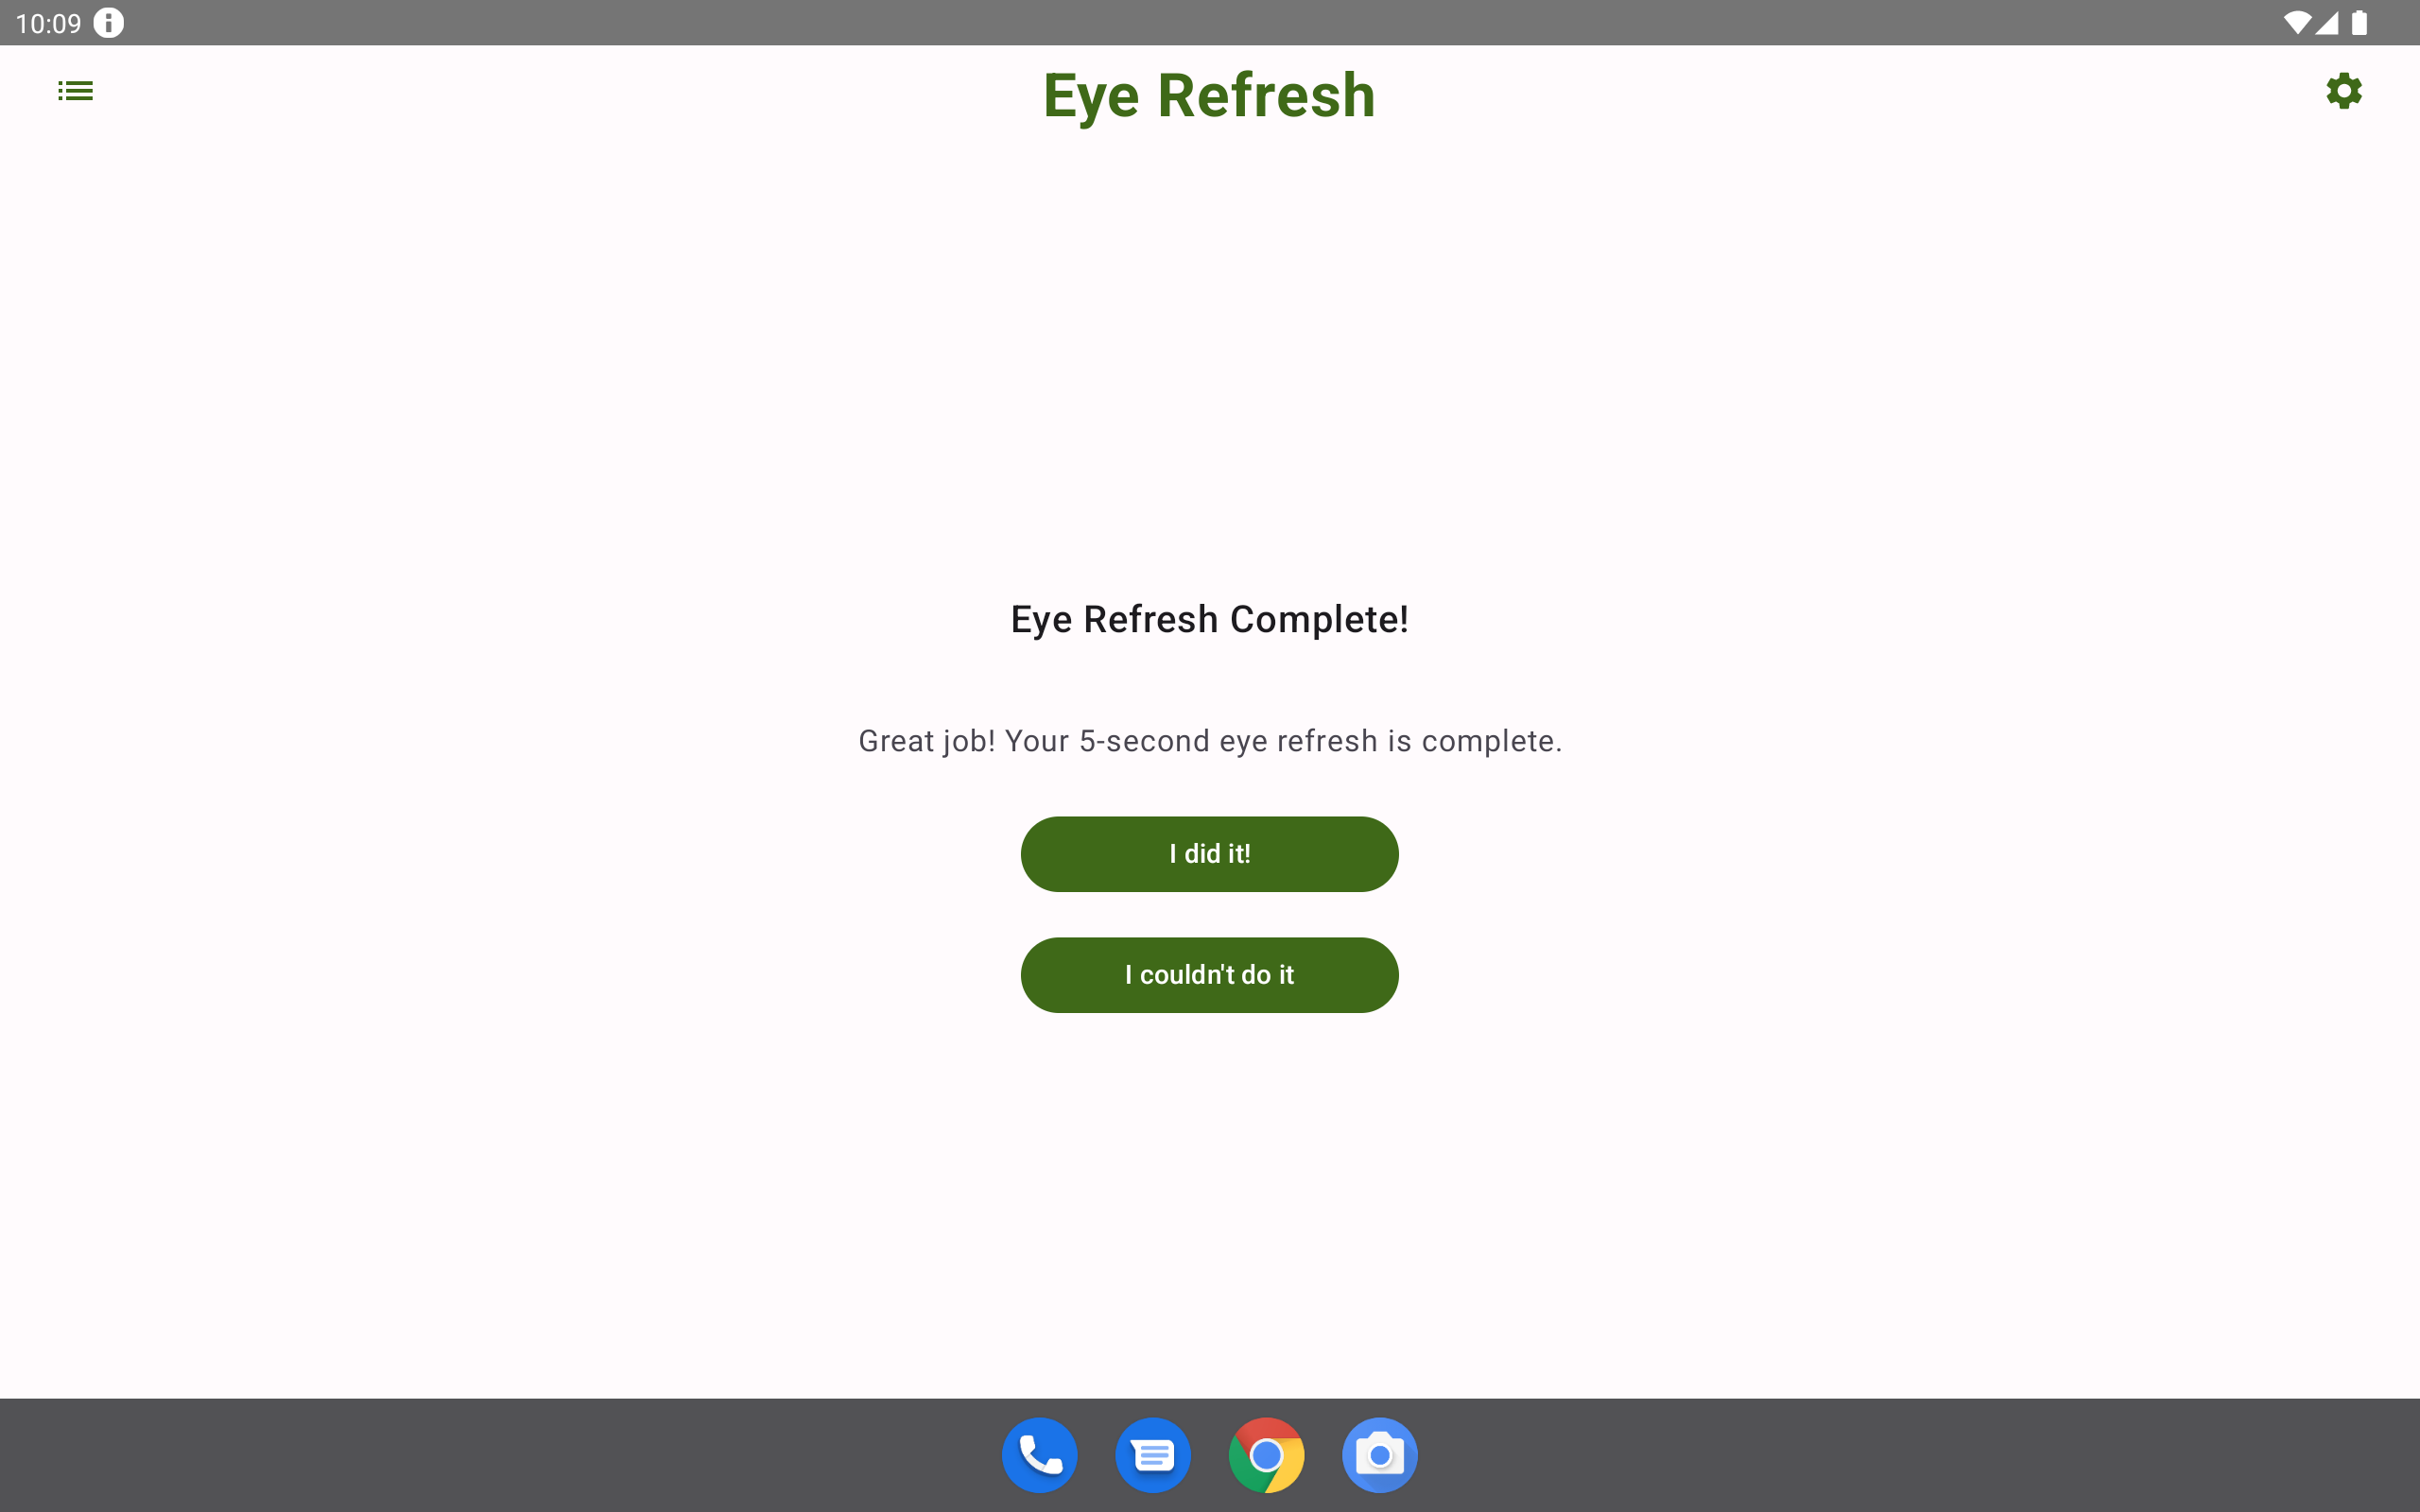 10:09
Eye Refresh
Eye Refresh Complete!
Great job! Your 5-second eye refresh is complete.
I did it!
I couldn't do it